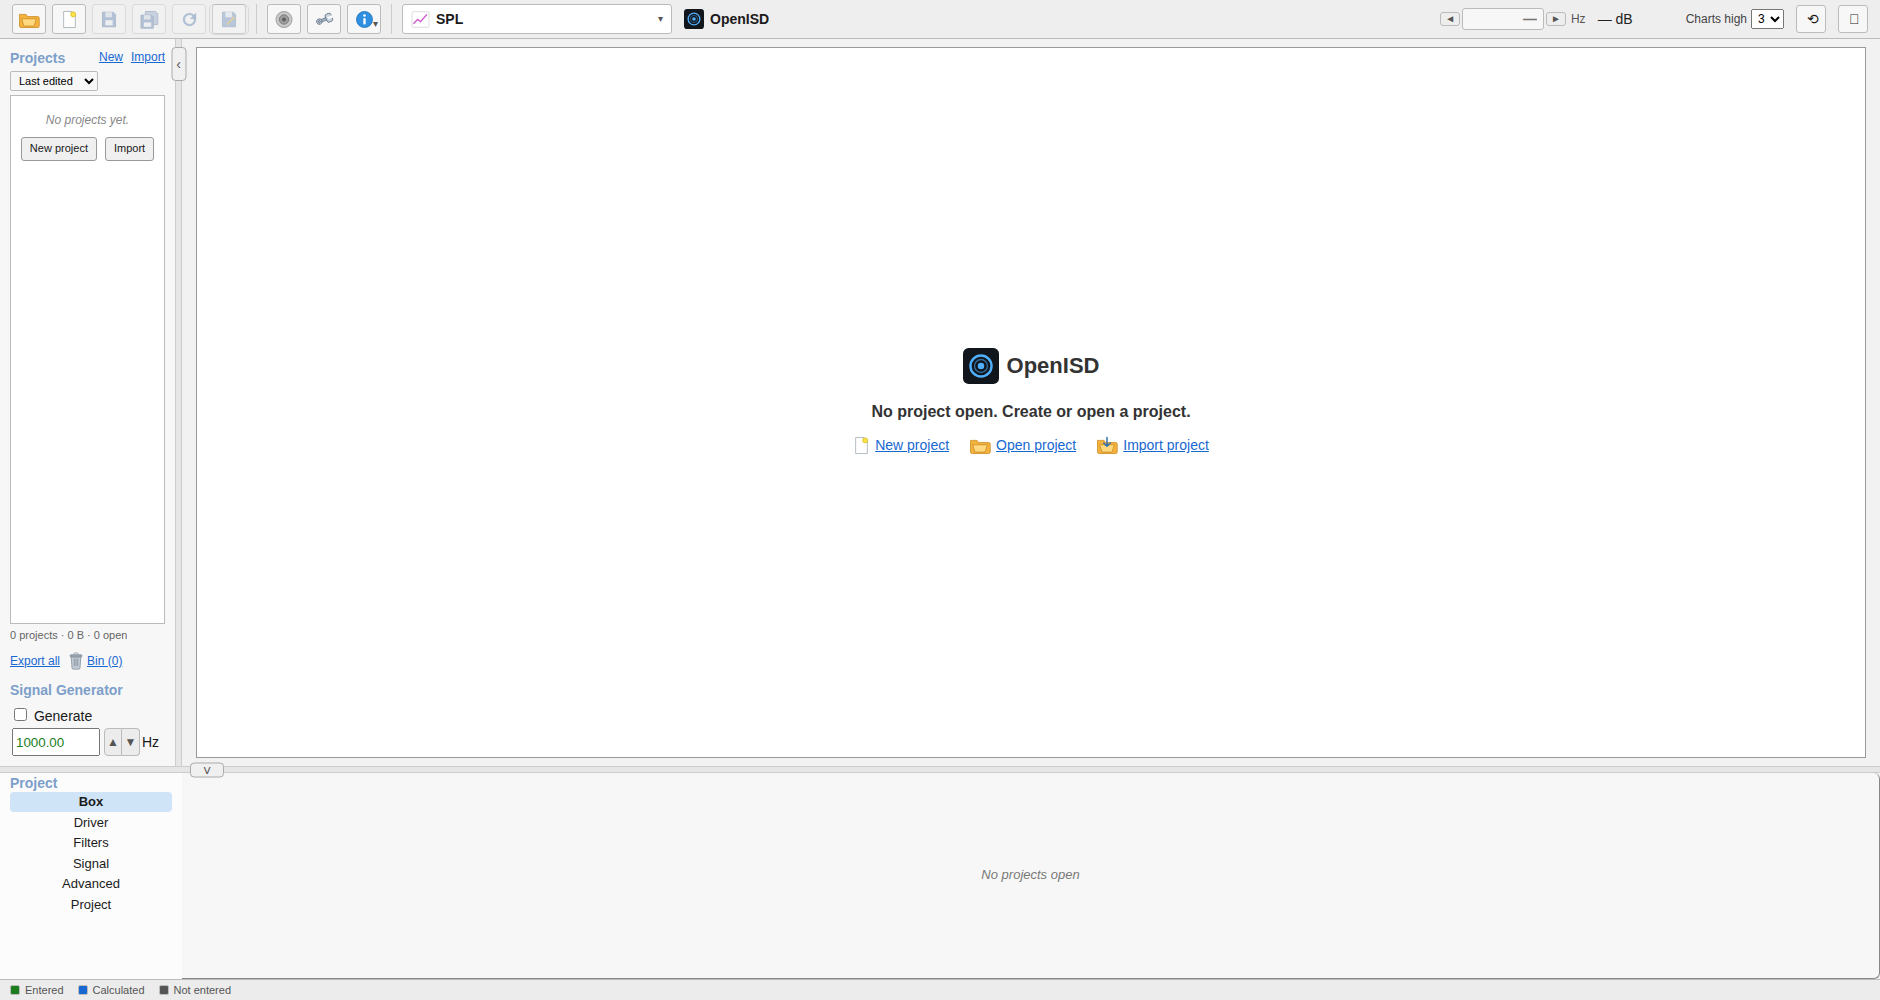 SPL
OpenISD
— Hz — dB Charts high 3
Projects New Import
Last edited
No projects yet.
New project Import
0 projects · 0 B · 0 open
Export all Bin (0)
Signal Generator
Generate
1000.00 Hz
OpenISD
No project open. Create or open a project.
New project Open project Import project
Project
Box
Driver
Filters
Signal
Advanced
Project
No projects open
Entered Calculated Not entered